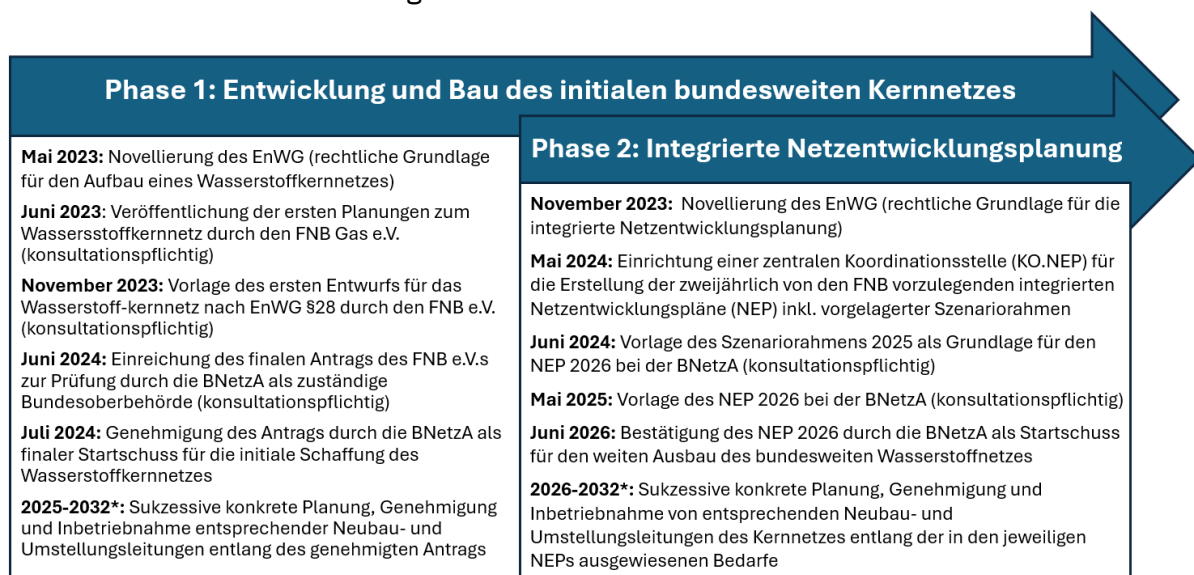 Phase 1: Entwicklung und Bau des initialen bundesweiten Kernnetzes
Mai 2023: Novellierung des EnWG (rechtliche Grundlage
für den Aufbau eines Wasserstoffkernnetzes)
Juni 2023: Veröffentlichung der ersten Planungen zum
Wassersstoffkernnetz durch den FNB Gas e.V.
(konsultationspflichtig)
November 2023: Vorlage des ersten Entwurfs für das
Wasserstoff-kernnetz nach EnWG §28 durch den FNB e.V.
(konsultationspflichtig)
Juni 2024: Einreichung des finalen Antrags des FNB e.V.s
zur Prüfung durch die BNetzA als zuständige
Bundesoberbehörde (konsultationspflichtig)
Juli 2024: Genehmigung des Antrags durch die BNetzA als
finaler Startschuss für die initiale Schaffung des
Wasserstoffkernnetzes
2025-2032*: Sukzessive konkrete Planung, Genehmigung
und Inbetriebnahme entsprechender Neubau- und
Umstellungsleitungen entlang des genehmigten Antrags
Phase 2: Integrierte Netzentwicklungsplanung
November 2023: Novellierung des EnWG (rechtliche Grundlage für die
integrierte Netzentwicklungsplanung)
Mai 2024: Einrichtung einer zentralen Koordinationsstelle (KO.NEP) für
die Erstellung der zweijährlich von den FNB vorzulegenden integrierten
Netzentwicklungspläne (NEP) inkl. vorgelagerter Szenariorahmen
Juni 2024: Vorlage des Szenariorahmens 2025 als Grundlage für den
NEP 2026 bei der BNetzA (konsultationspflichtig)
Mai 2025: Vorlage des NEP 2026 bei der BNetzA (konsultationspflichtig)
Juni 2026: Bestätigung des NEP 2026 durch die BNetzA als Startschuss
für den weiten Ausbau des bundesweiten Wasserstoffnetzes
2026-2032*: Sukzessive konkrete Planung, Genehmigung und
Inbetriebnahme von entsprechenden Neubau- und
Umstellungsleitungen des Kernnetzes entlang der in den jeweiligen
NEPs ausgewiesenen Bedarfe